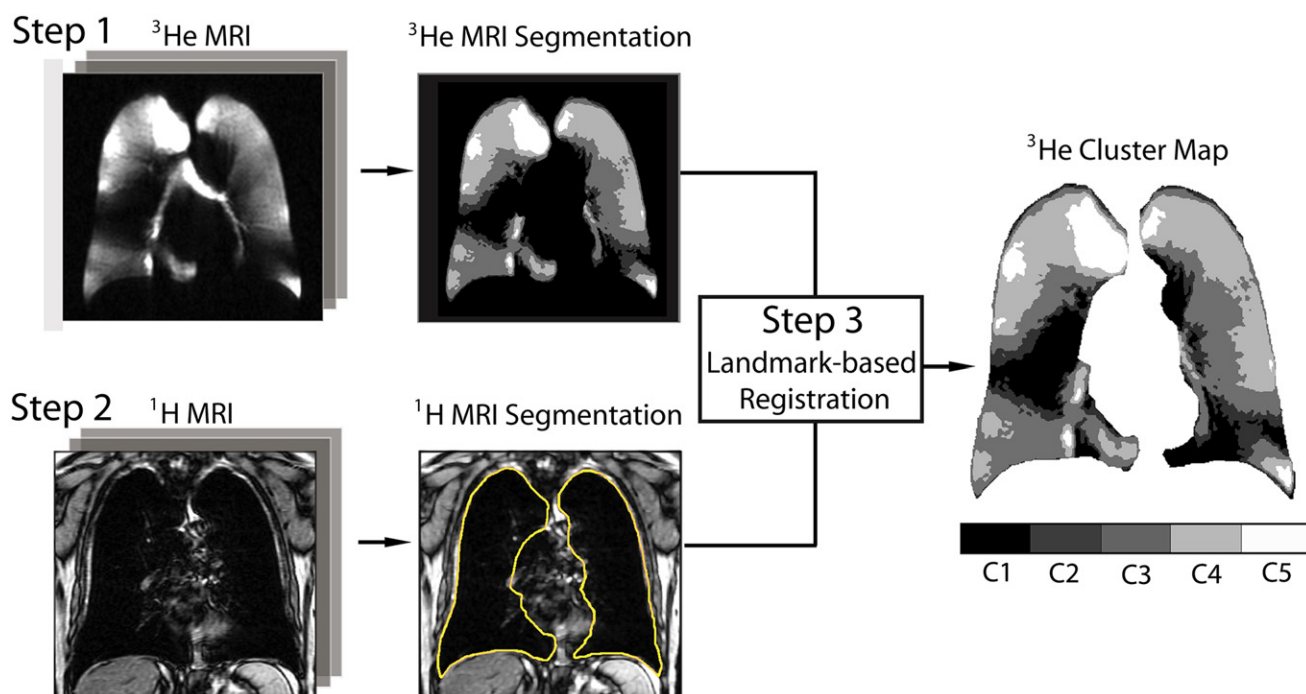 Step 1
³He MRI
³He MRI Segmentation
³He Cluster Map
Step 3
Landmark-based
Registration
Step 2
¹H MRI
¹H MRI Segmentation
C1 C2 C3 C4 C5